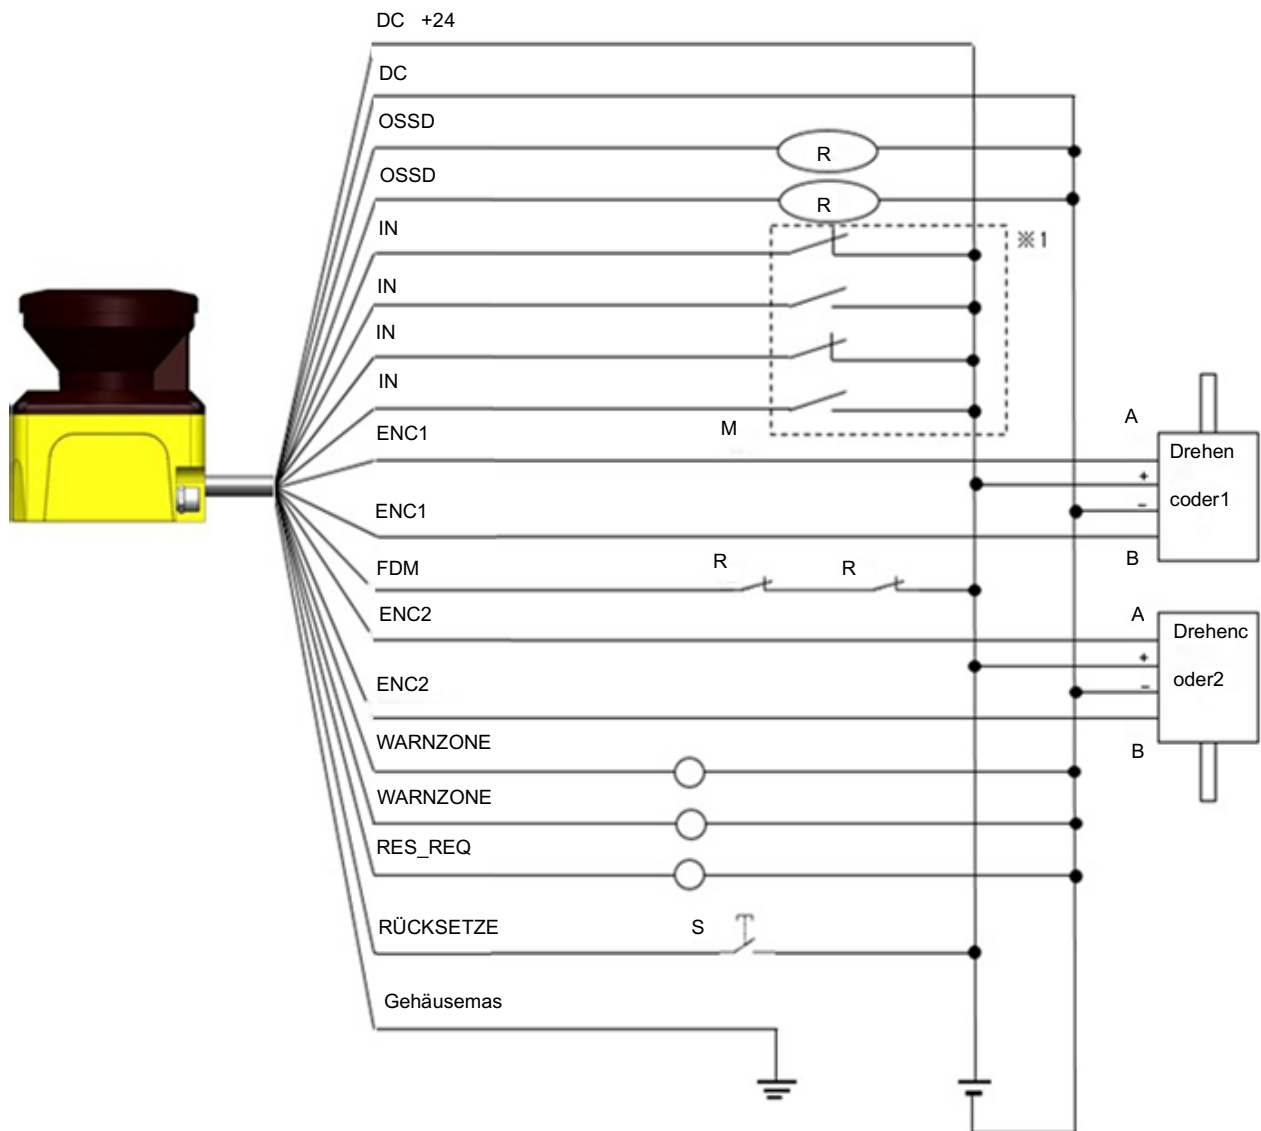 DC +24
DC
OSSD
R
OSSD
R
IN
※1
IN
IN
IN
M
ENC1
A
Drehen
+
coder1
-
ENC1
B
FDM
R
R
ENC2
A
Drehenc
+
oder2
-
ENC2
B
WARNZONE
WARNZONE
RES_REQ
RÜCKSETZE
S
Gehäusemas